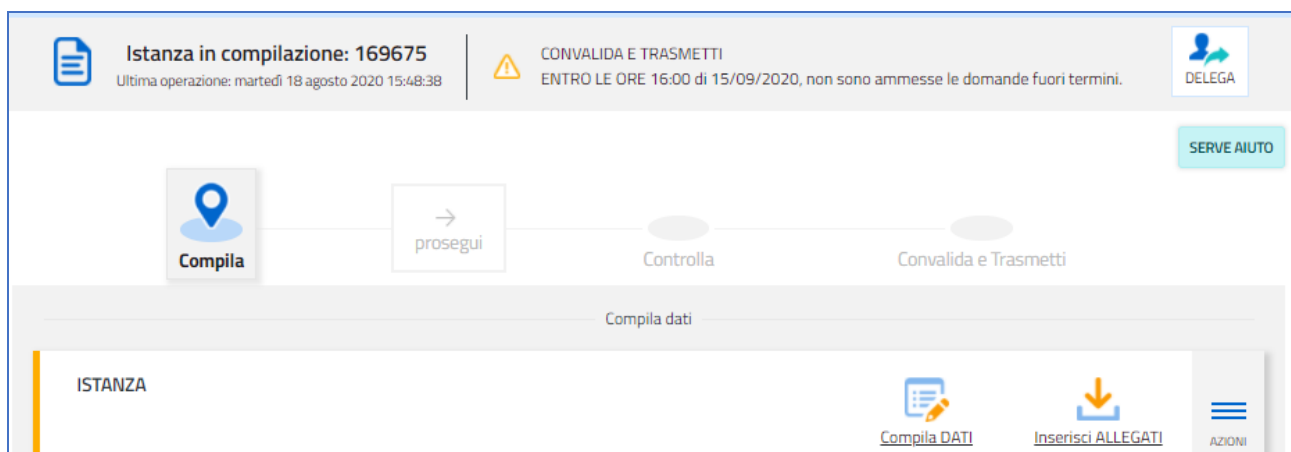 Istanza in compilazione: 169675
Ultima operazione: martedì 18 agosto 2020 15:48:38
CONVALIDA E TRASMETTI
ENTRO LE ORE 16:00 di 15/09/2020, non sono ammesse le domande fuori termini.
DELEGA
SERVE AIUTO
Compila
→
prosegui
Controlla
Convalida e Trasmetti
Compila dati
ISTANZA
Compila DATI
Inserisci ALLEGATI
AZIONI